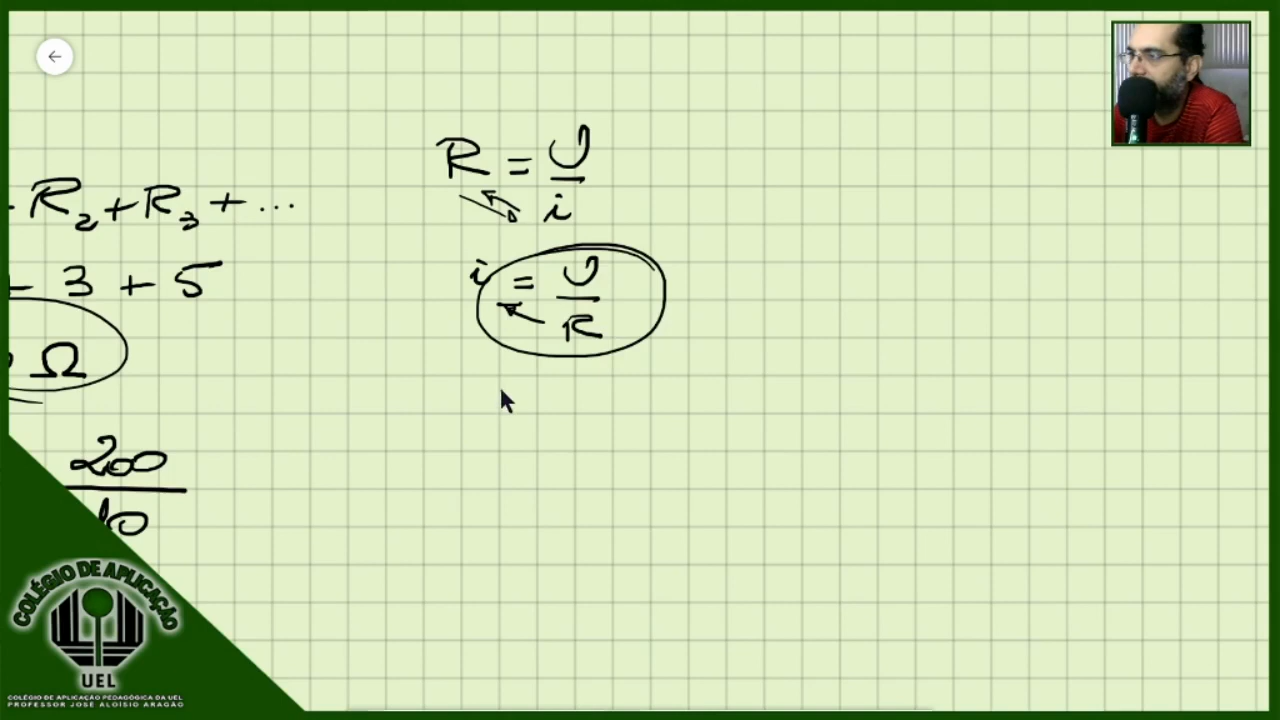 R₂ + R₃ + ...
+ 3 + 5
Ω
200
10
R = U
i
i = U
R
COLÉGIO DE APLICAÇÃO
UEL
COLÉGIO DE APLICAÇÃO PEDAGÓGICA DA UEL
PROFESSOR JOSÉ ALOÍSIO ARAGÃO